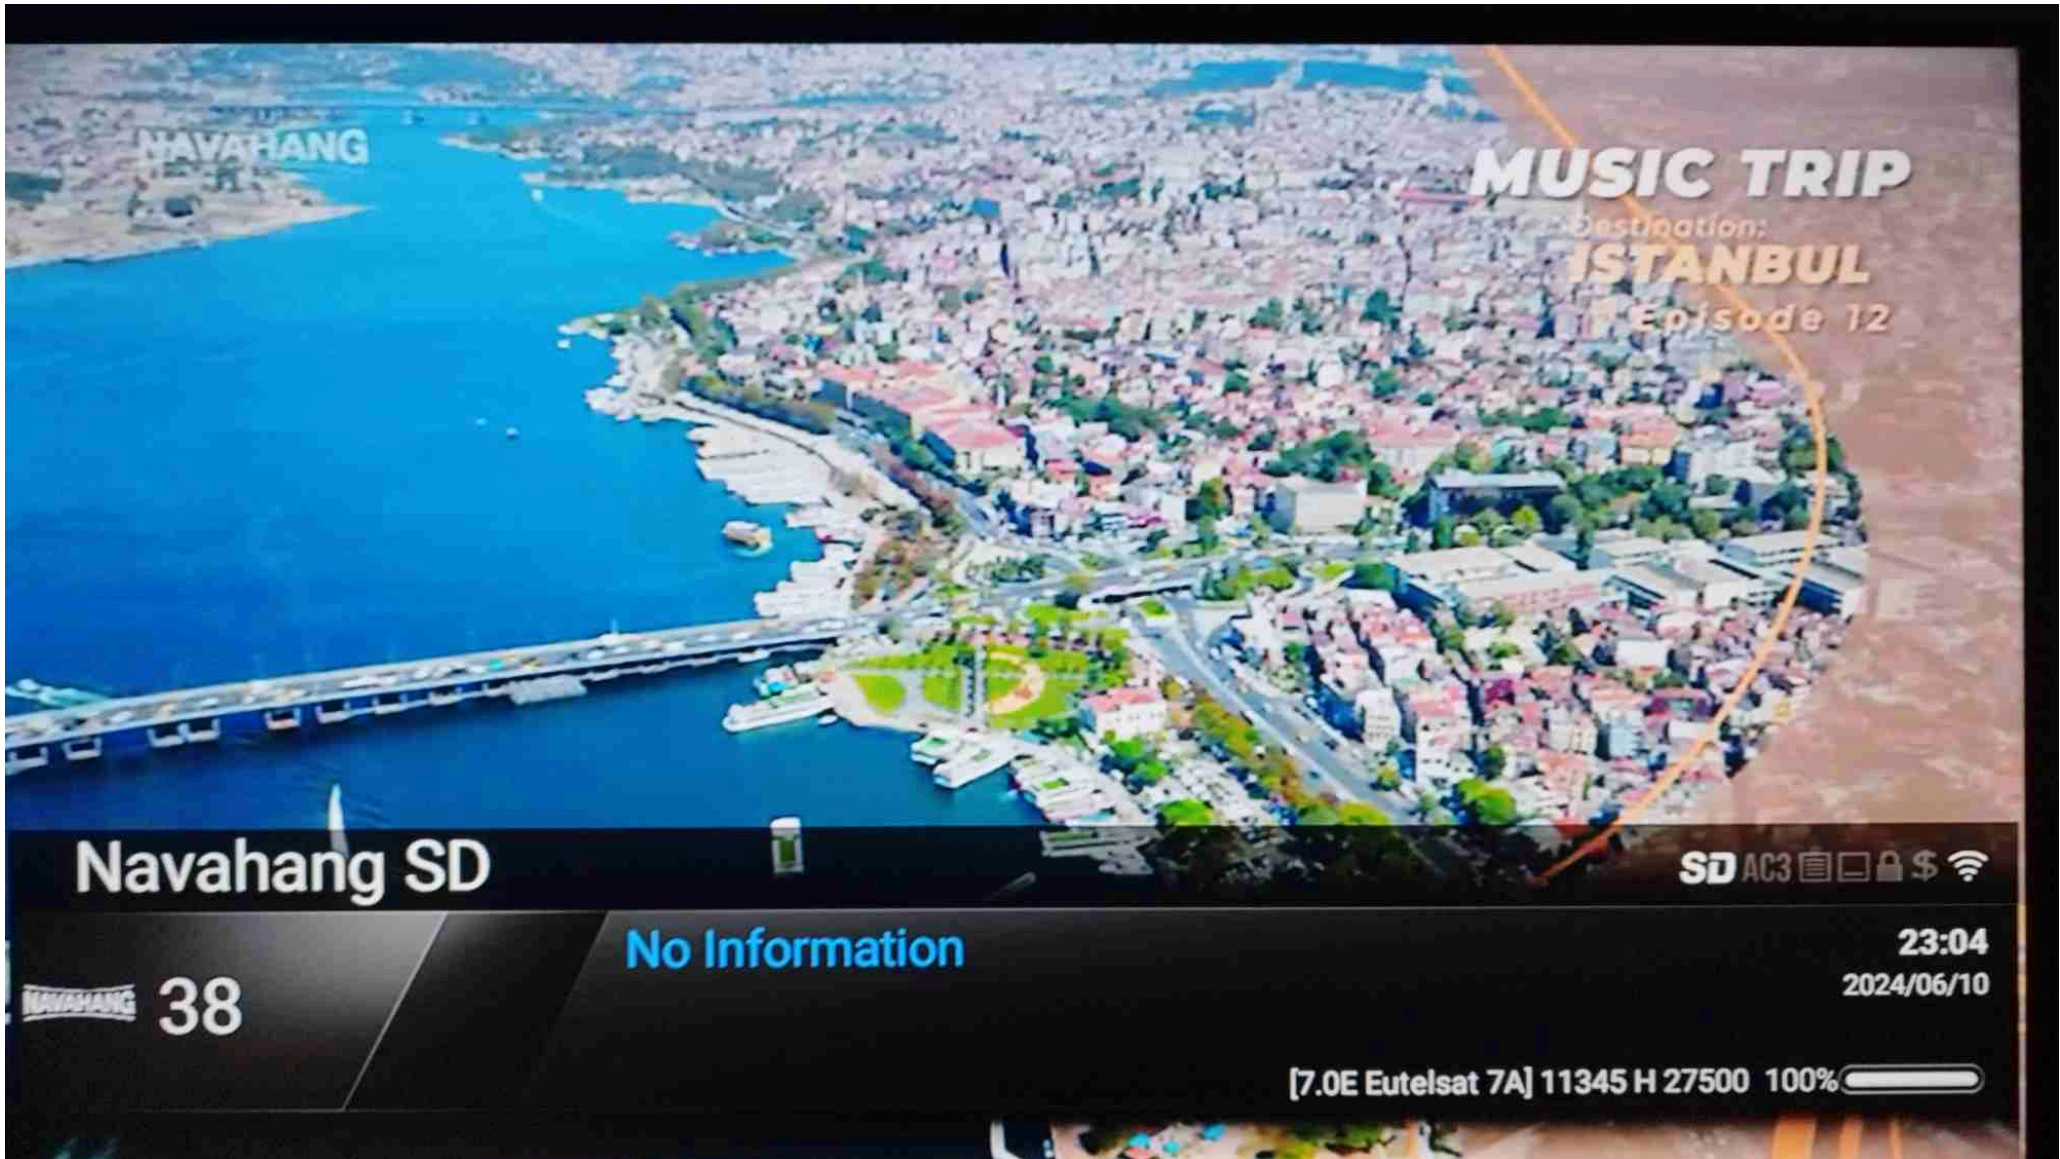 NAVAHANG
MUSIC TRIP
Destination:
ISTANBUL
Episode 12
Navahang SD
SD AC3 $
NAVAHANG 38
No Information
23:04
2024/06/10
[7.0E Eutelsat 7A] 11345 H 27500 100%